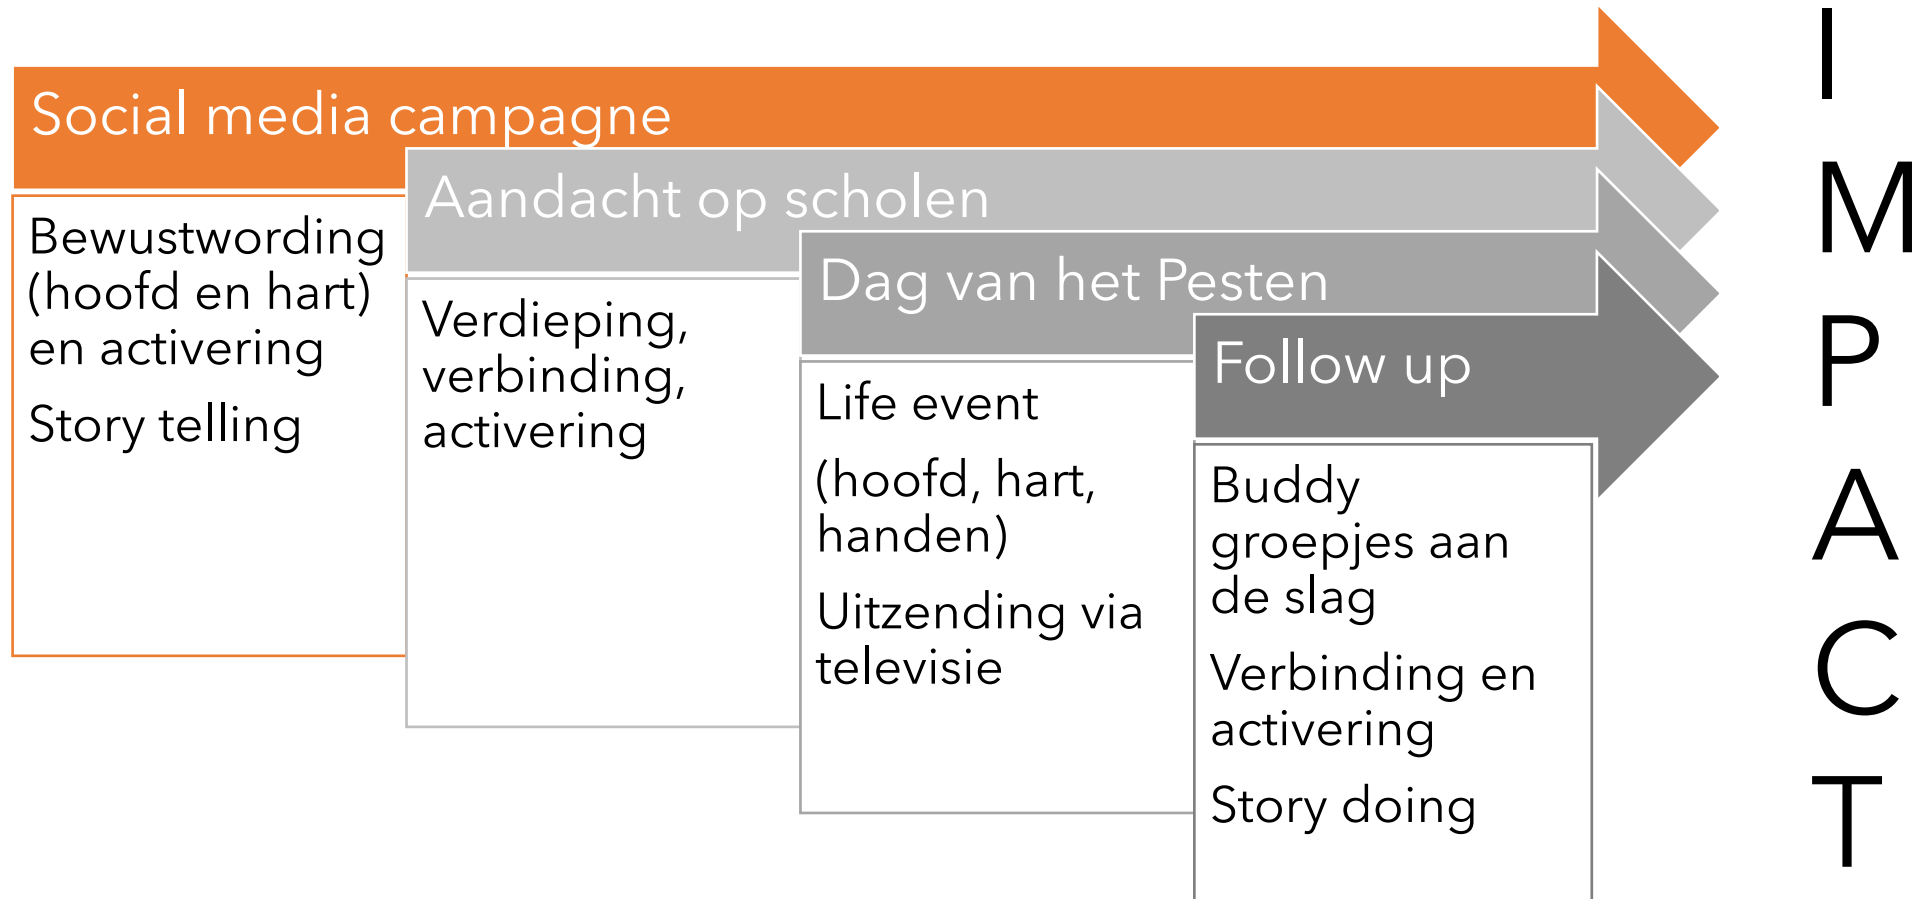 Social media campagne
Bewustwording
(hoofd en hart)
en activering
Story telling
Aandacht op scholen
Verdieping,
verbinding,
activering
Dag van het Pesten
Life event
(hoofd, hart,
handen)
Uitzending via
televisie
Follow up
Buddy
groepjes aan
de slag
Verbinding en
activering
Story doing
I
M
P
A
C
T